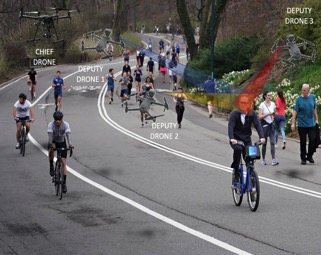 DEPUTY
DRONE 3
CHIEF
DRONE
DEPUTY
DRONE 1
DEPUTY
DRONE 2